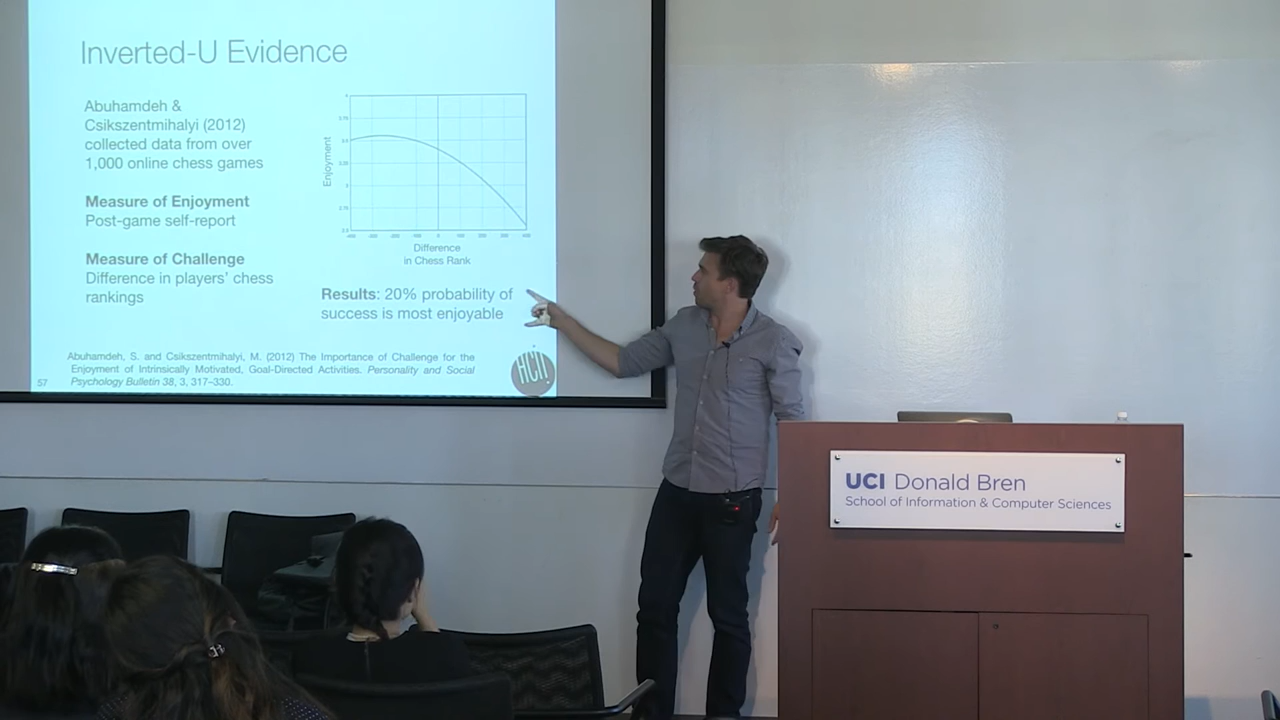 Inverted-U Evidence
Abuhamdeh &
Csikszentmihalyi (2012)
collected data from over
1,000 online chess games
Measure of Enjoyment
Post-game self-report
Measure of Challenge
Difference in players' chess
rankings
Enjoyment
Difference
in Chess Rank
Results: 20% probability of
success is most enjoyable
Abuhamdeh, S. and Csikszentmihalyi, M. (2012) The Importance of Challenge for the
Enjoyment of Intrinsically Motivated, Goal-Directed Activities. Personality and Social
Psychology Bulletin 38, 3, 317–330.
57
HCII
UCI Donald Bren
School of Information & Computer Sciences